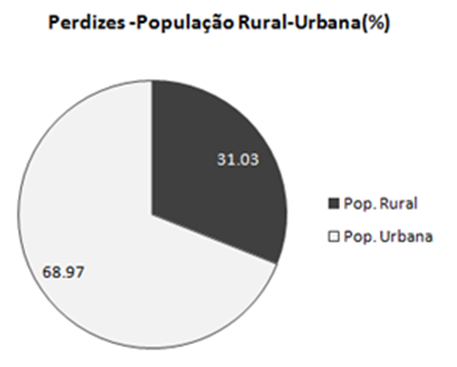 Perdizes -População Rural-Urbana(%)
31.03
Pop. Rural
Pop. Urbana
68.97